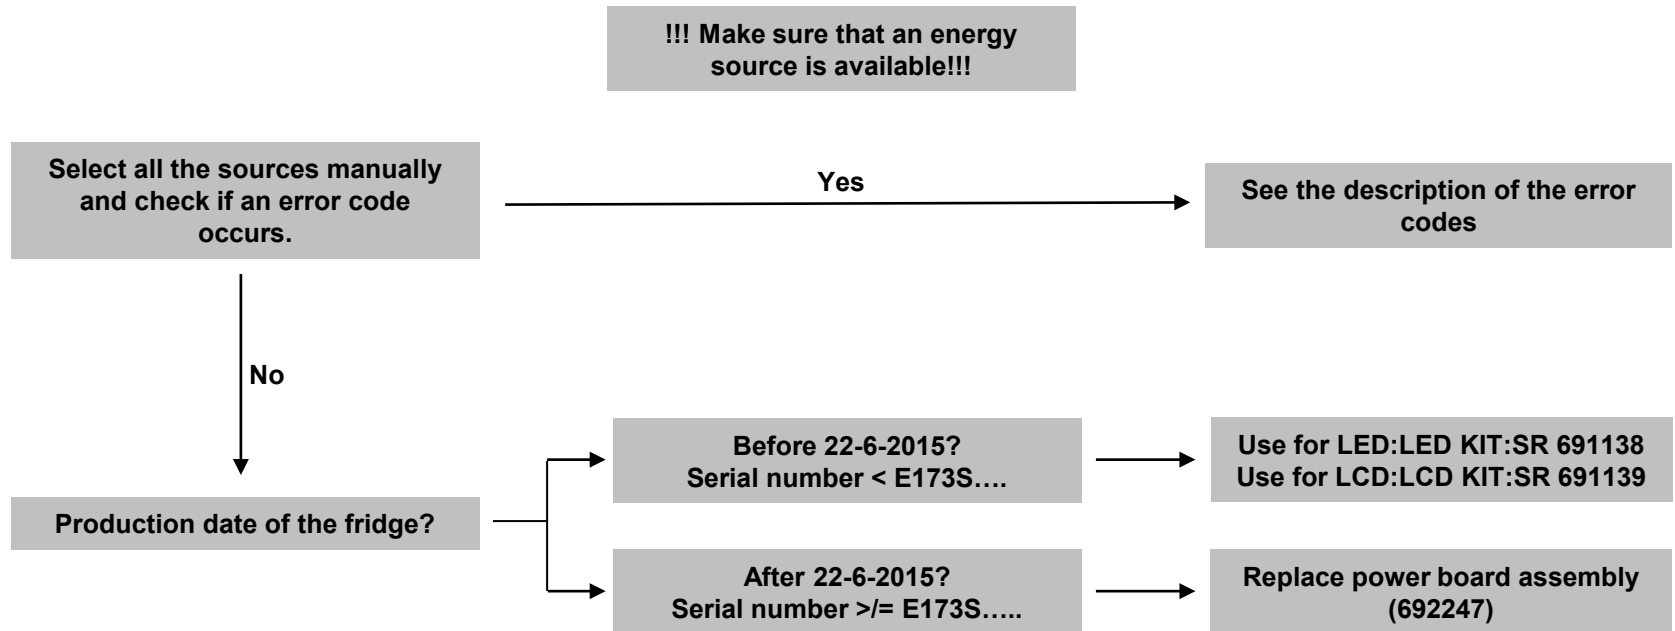 !!! Make sure that an energy
source is available!!!
Select all the sources manually
and check if an error code
occurs.
Yes
See the description of the error
codes
No
Production date of the fridge?
Before 22-6-2015?
Serial number < E173S….
Use for LED:LED KIT:SR 691138
Use for LCD:LCD KIT:SR 691139
After 22-6-2015?
Serial number >/= E173S…..
Replace power board assembly
(692247)